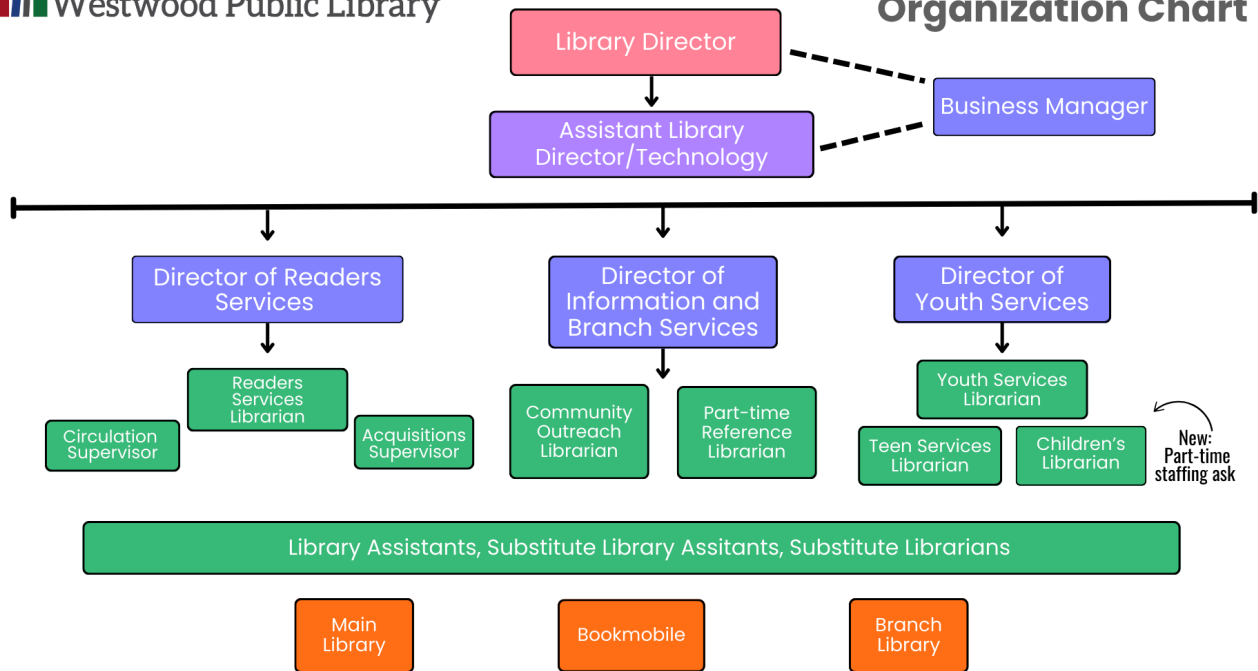 Westwood Public Library
Organization Chart
Library Director
Business Manager
Assistant Library
Director/Technology
Director of Readers
Services
Director of
Information and
Branch Services
Director of
Youth Services
Readers
Services
Librarian
Circulation
Supervisor
Acquisitions
Supervisor
Community
Outreach
Librarian
Part-time
Reference
Librarian
Youth Services
Librarian
Teen Services
Librarian
Children’s
Librarian
New:
Part-time
staffing ask
Library Assistants, Substitute Library Assitants, Substitute Librarians
Main
Library
Bookmobile
Branch
Library